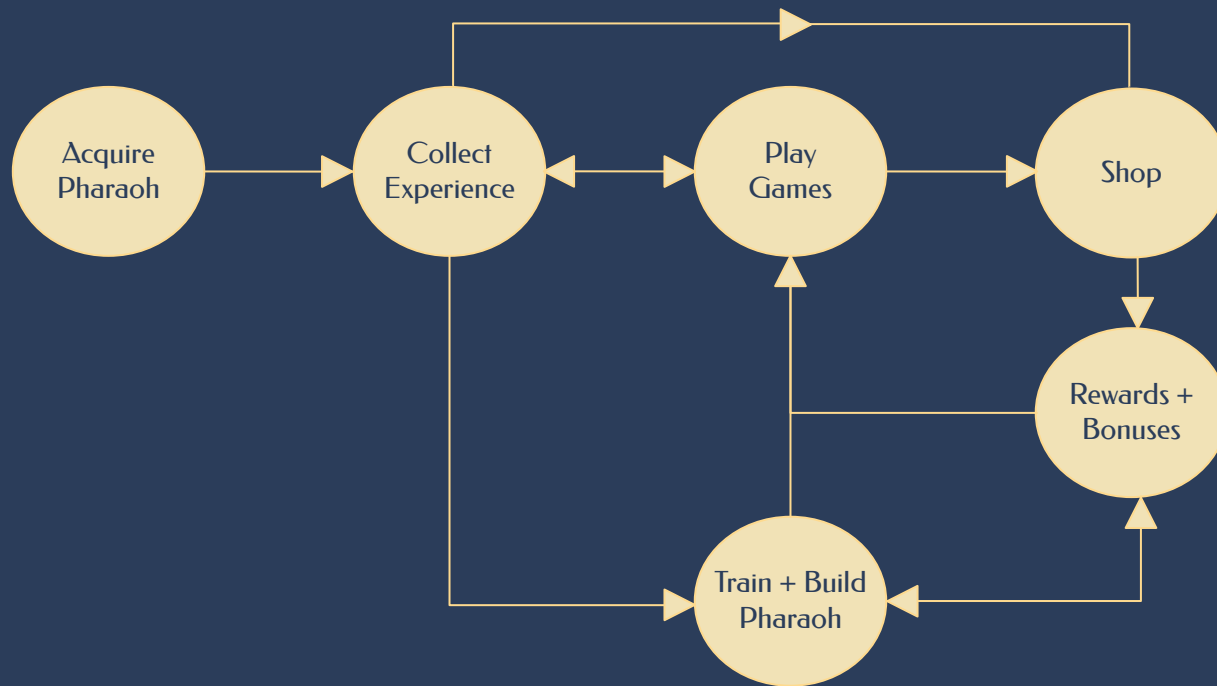 Acquire
Pharaoh
Collect
Experience
Play
Games
Shop
Rewards +
Bonuses
Train + Build
Pharaoh